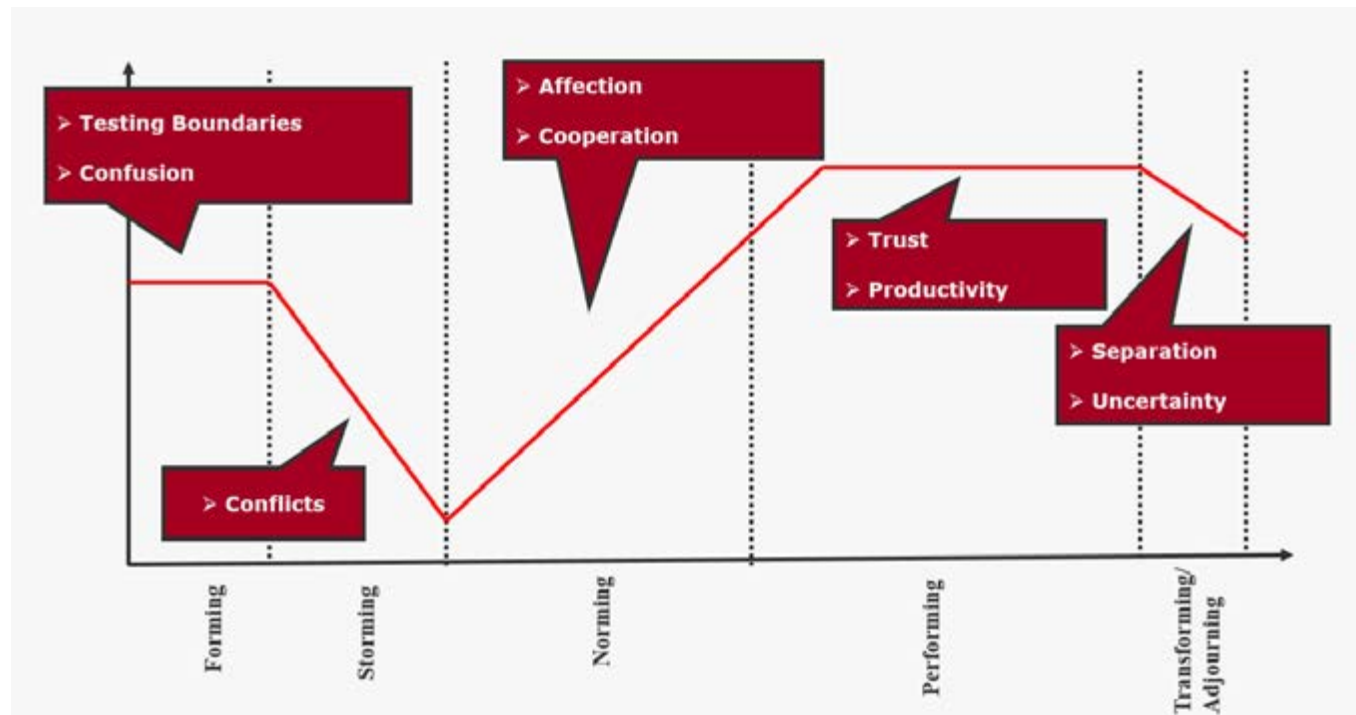 ➢ Testing Boundaries
➢ Confusion
➢ Conflicts
➢ Affection
➢ Cooperation
➢ Trust
➢ Productivity
➢ Separation
➢ Uncertainty
Forming
Storming
Norming
Performing
Transforming/
Adjourning